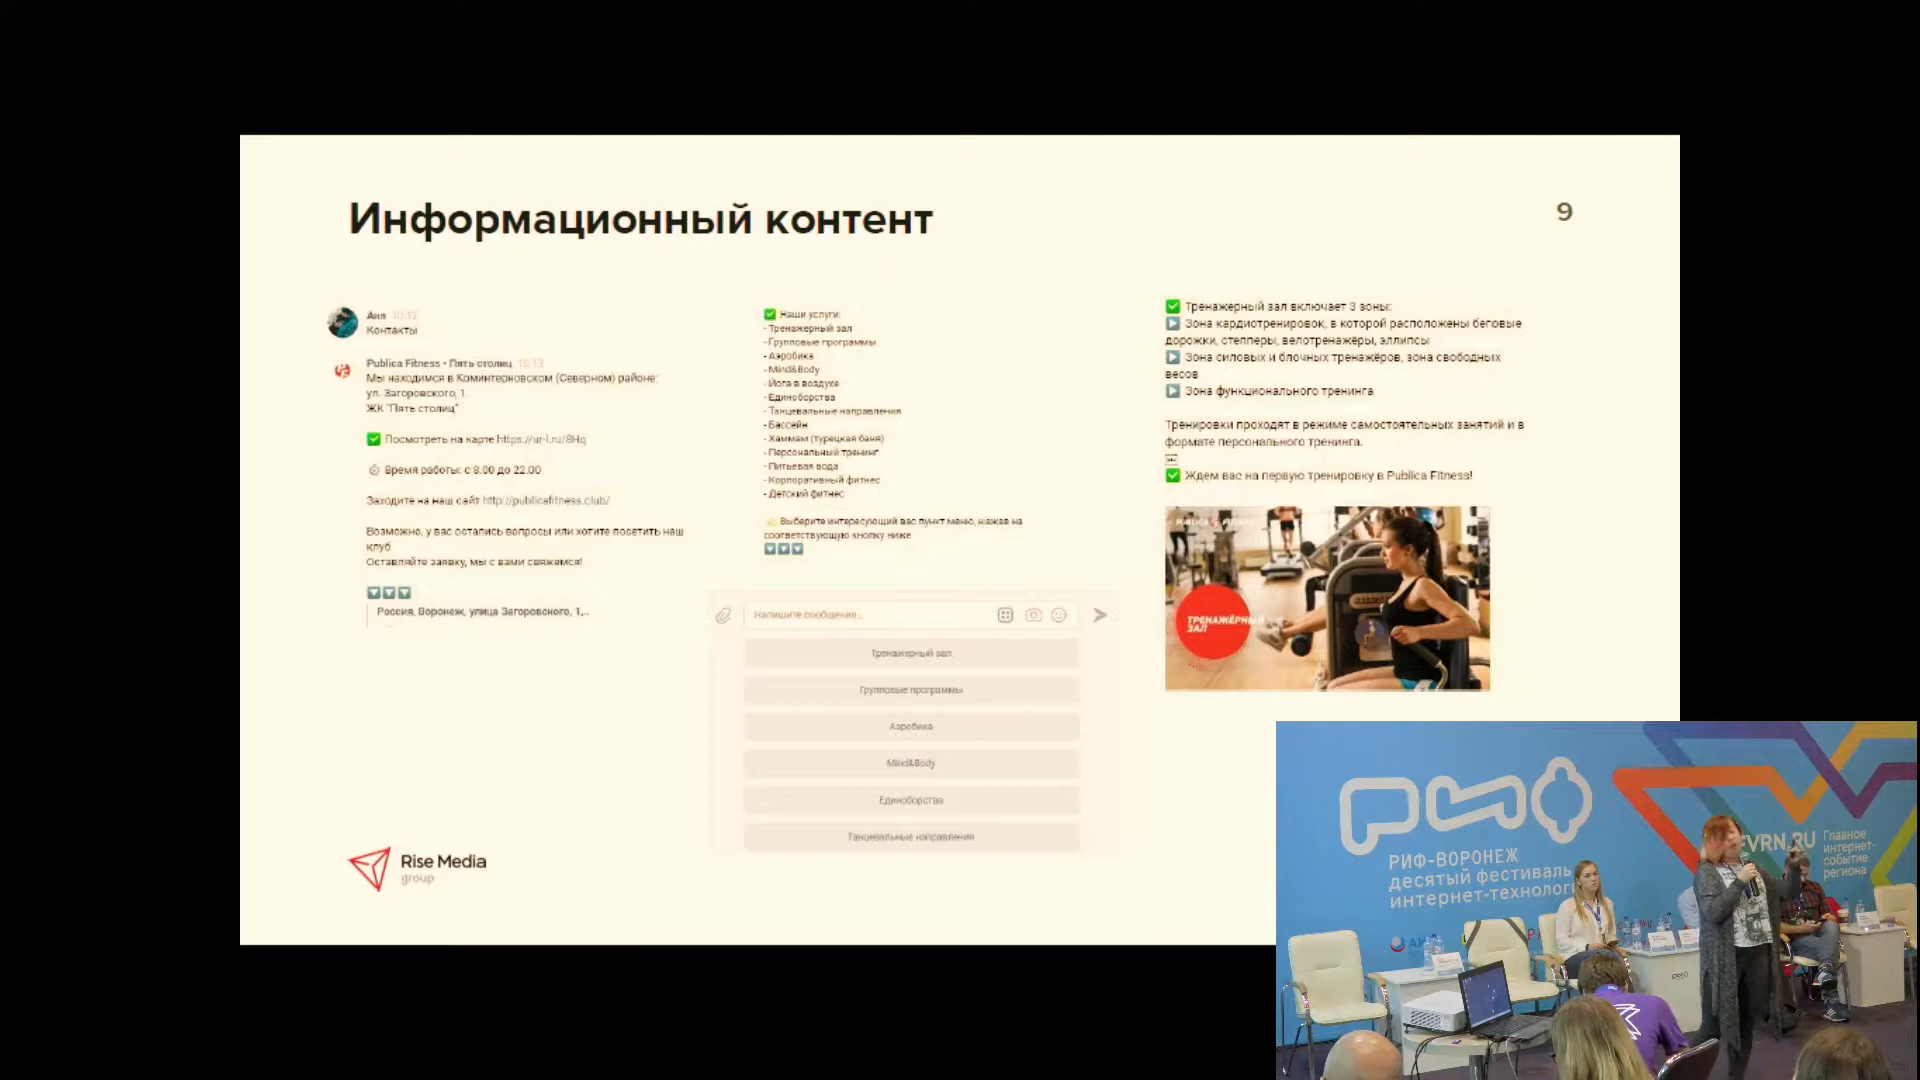 Информационный контент
9
Аня 10:13
Контакты
Publica Fitness • Пять столиц 10:13
Мы находимся в Коминтерновском (Северном) районе:
ул. Загоровского, 1
ЖК "Пять столиц"
✅ Посмотреть на карте https://ur-l.ru/8Hq
Время работы: с 8.00 до 22.00
Заходите на наш сайт http://publicafitness.club/
Возможно, у вас остались вопросы или хотите посетить наш
клуб
Оставляйте заявку, мы с вами свяжемся!
Россия, Воронеж, улица Загоровского, 1,...
✅ Наши услуги:
- Тренажерный зал
- Групповые программы
- Аэробика
- Mind&Body
- Йога в воздухе
- Единоборства
- Танцевальные направления
- Бассейн
- Хаммам (турецкая баня)
- Персональный тренинг
- Питьевая вода
- Корпоративный фитнес
- Детский фитнес
Выберите интересующий вас пункт меню, нажав на
соответствующую кнопку ниже
Напишите сообщение...
Тренажерный зал
Групповые программы
Аэробика
Mind&Body
Единоборства
Танцевальные направления
✅ Тренажерный зал включает 3 зоны:
▶ Зона кардиотренировок, в которой расположены беговые
дорожки, степперы, велотренажёры, эллипсы
▶ Зона силовых и блочных тренажёров, зона свободных
весов
▶ Зона функционального тренинга
Тренировки проходят в режиме самостоятельных занятий и в
формате персонального тренинга.
✅ Ждем вас на первую тренировку в Publica Fitness!
PUBLICA FITNESS
ТРЕНАЖЁРНЫЙ
ЗАЛ
Rise Media
group
РИФ
РИФ-ВОРОНЕЖ
десятый фестиваль
интернет-технолог
FVRN.RU
Главное
интернет-
событие
региона